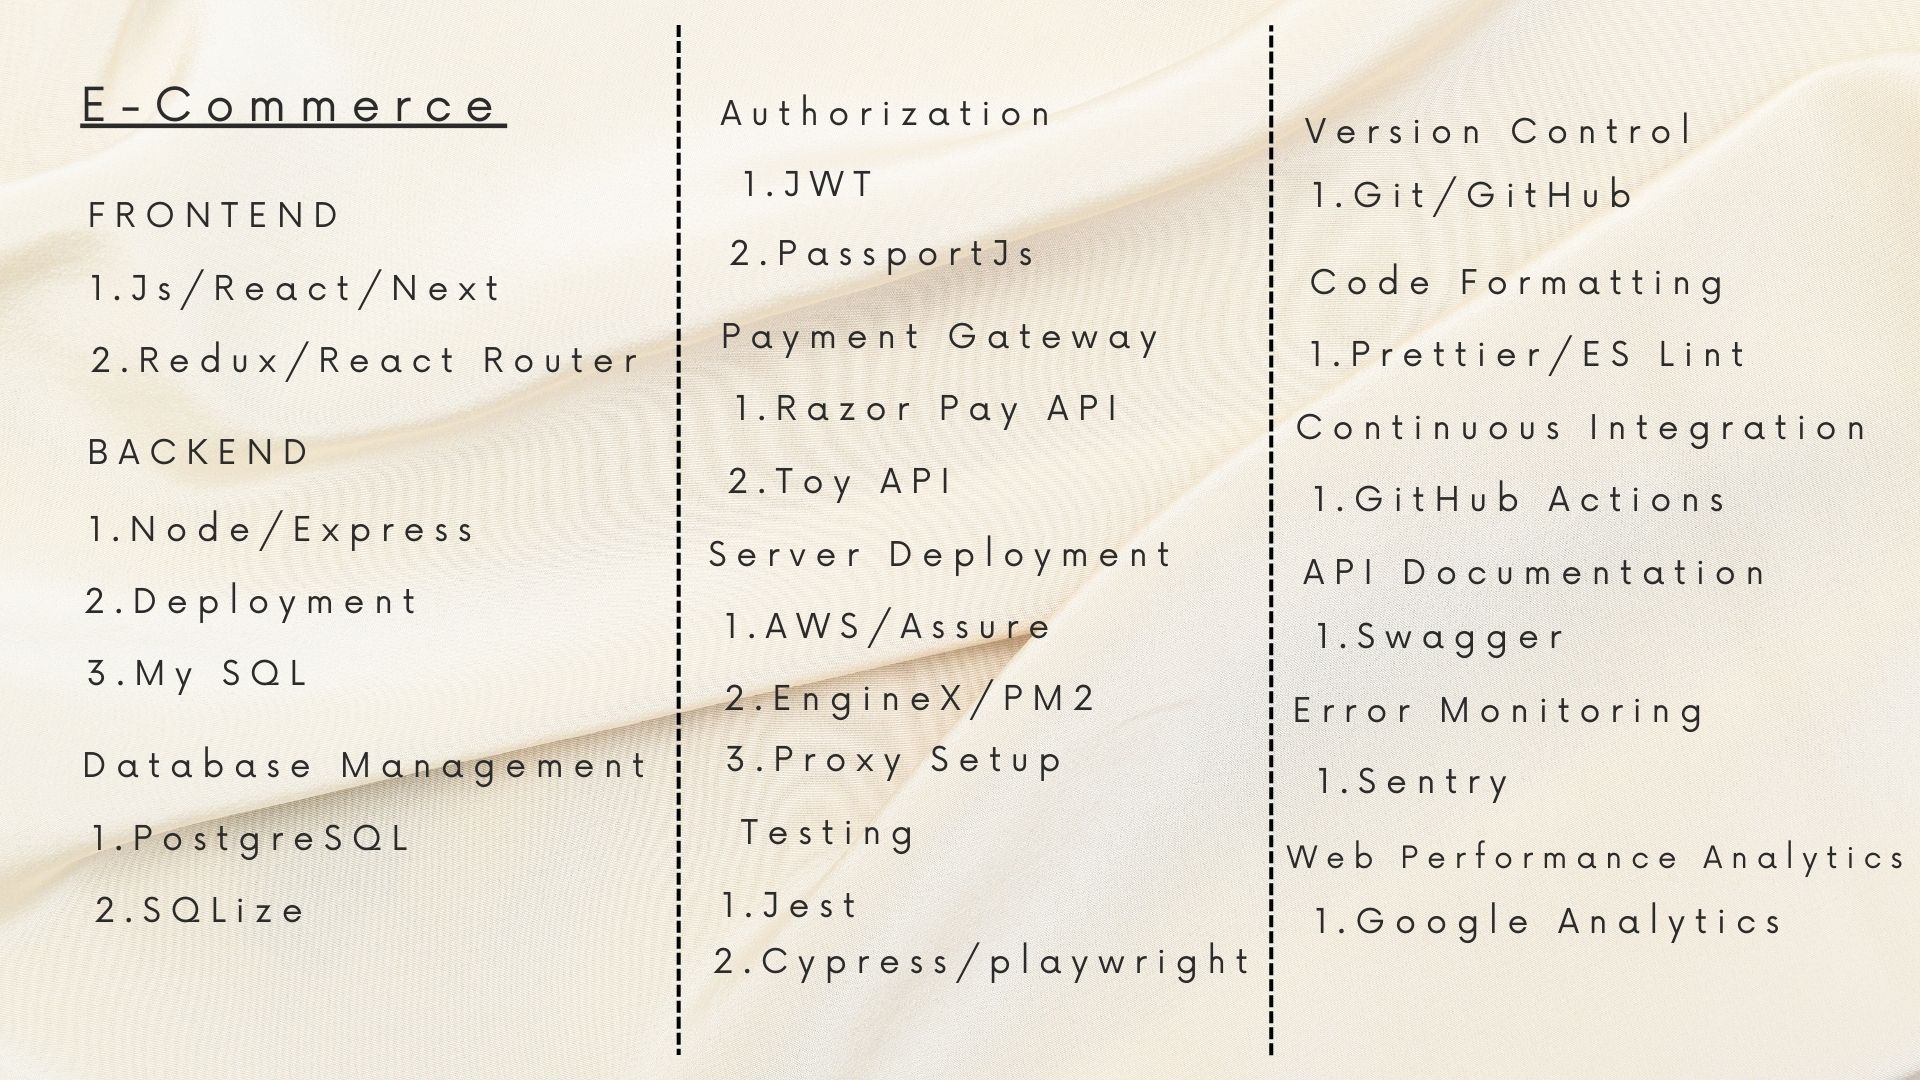 E-Commerce
FRONTEND
1.Js/React/Next
2.Redux/React Router
BACKEND
1.Node/Express
2.Deployment
3.My SQL
Database Management
1.PostgreSQL
2.SQLize
Authorization
1.JWT
2.PassportJs
Payment Gateway
1.Razor Pay API
2.Toy API
Server Deployment
1.AWS/Assure
2.EngineX/PM2
3.Proxy Setup
Testing
1.Jest
2.Cypress/playwright
Version Control
1.Git/GitHub
Code Formatting
1.Prettier/ES Lint
Continuous Integration
1.GitHub Actions
API Documentation
1.Swagger
Error Monitoring
1.Sentry
Web Performance Analytics
1.Google Analytics